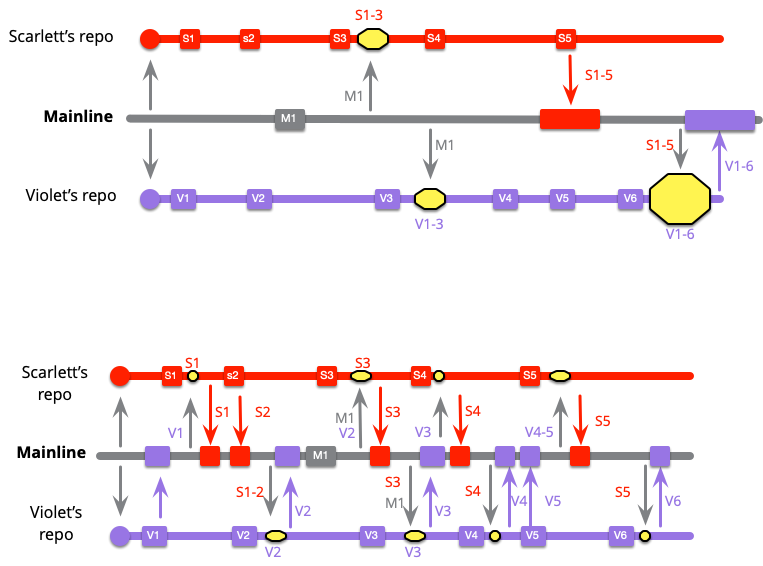 S1-3
Scarlett's repo
S1 s2 S3 S4 S5
M1 S1-5
Mainline M1
M1 S1-5
V1-6
Violet's repo V1 V2 V3 V4 V5 V6
V1-3 V1-6
S1 S3
Scarlett's
repo
S1 s2 S3 S4 S5
V1 S1 S2 M1
V2 S3 V3 S4 V4-5 S5
Mainline M1
S1-2 V2 S3
M1 V3 S4 V4 V5 S5 V6
Violet's
repo
V1 V2 V3 V4 V5 V6
V2 V3